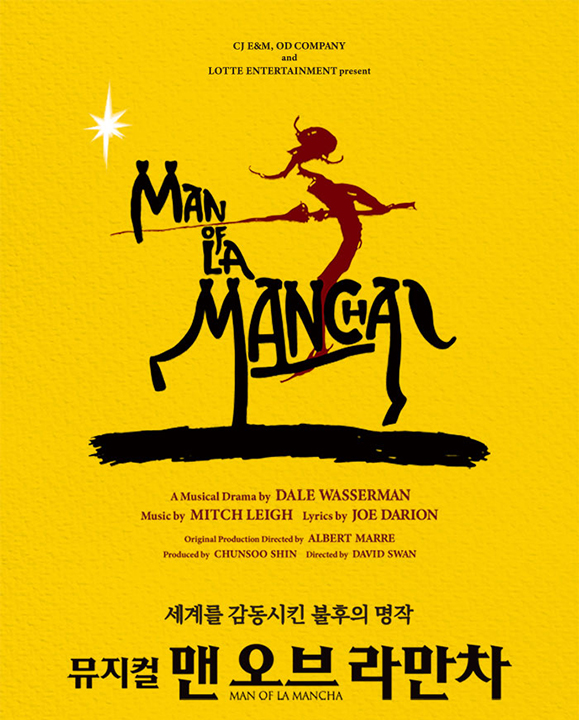 CJ E&M, OD COMPANY
and
LOTTE ENTERTAINMENT present
MAN
OF
LA
MANCHA
A Musical Drama by DALE WASSERMAN
Music by MITCH LEIGH Lyrics by JOE DARION
Original Production Directed by ALBERT MARRE
Produced by CHUNSOO SHIN Directed by DAVID SWAN
세계를 감동시킨 불후의 명작
뮤지컬 맨 오브 라만차
MAN OF LA MANCHA